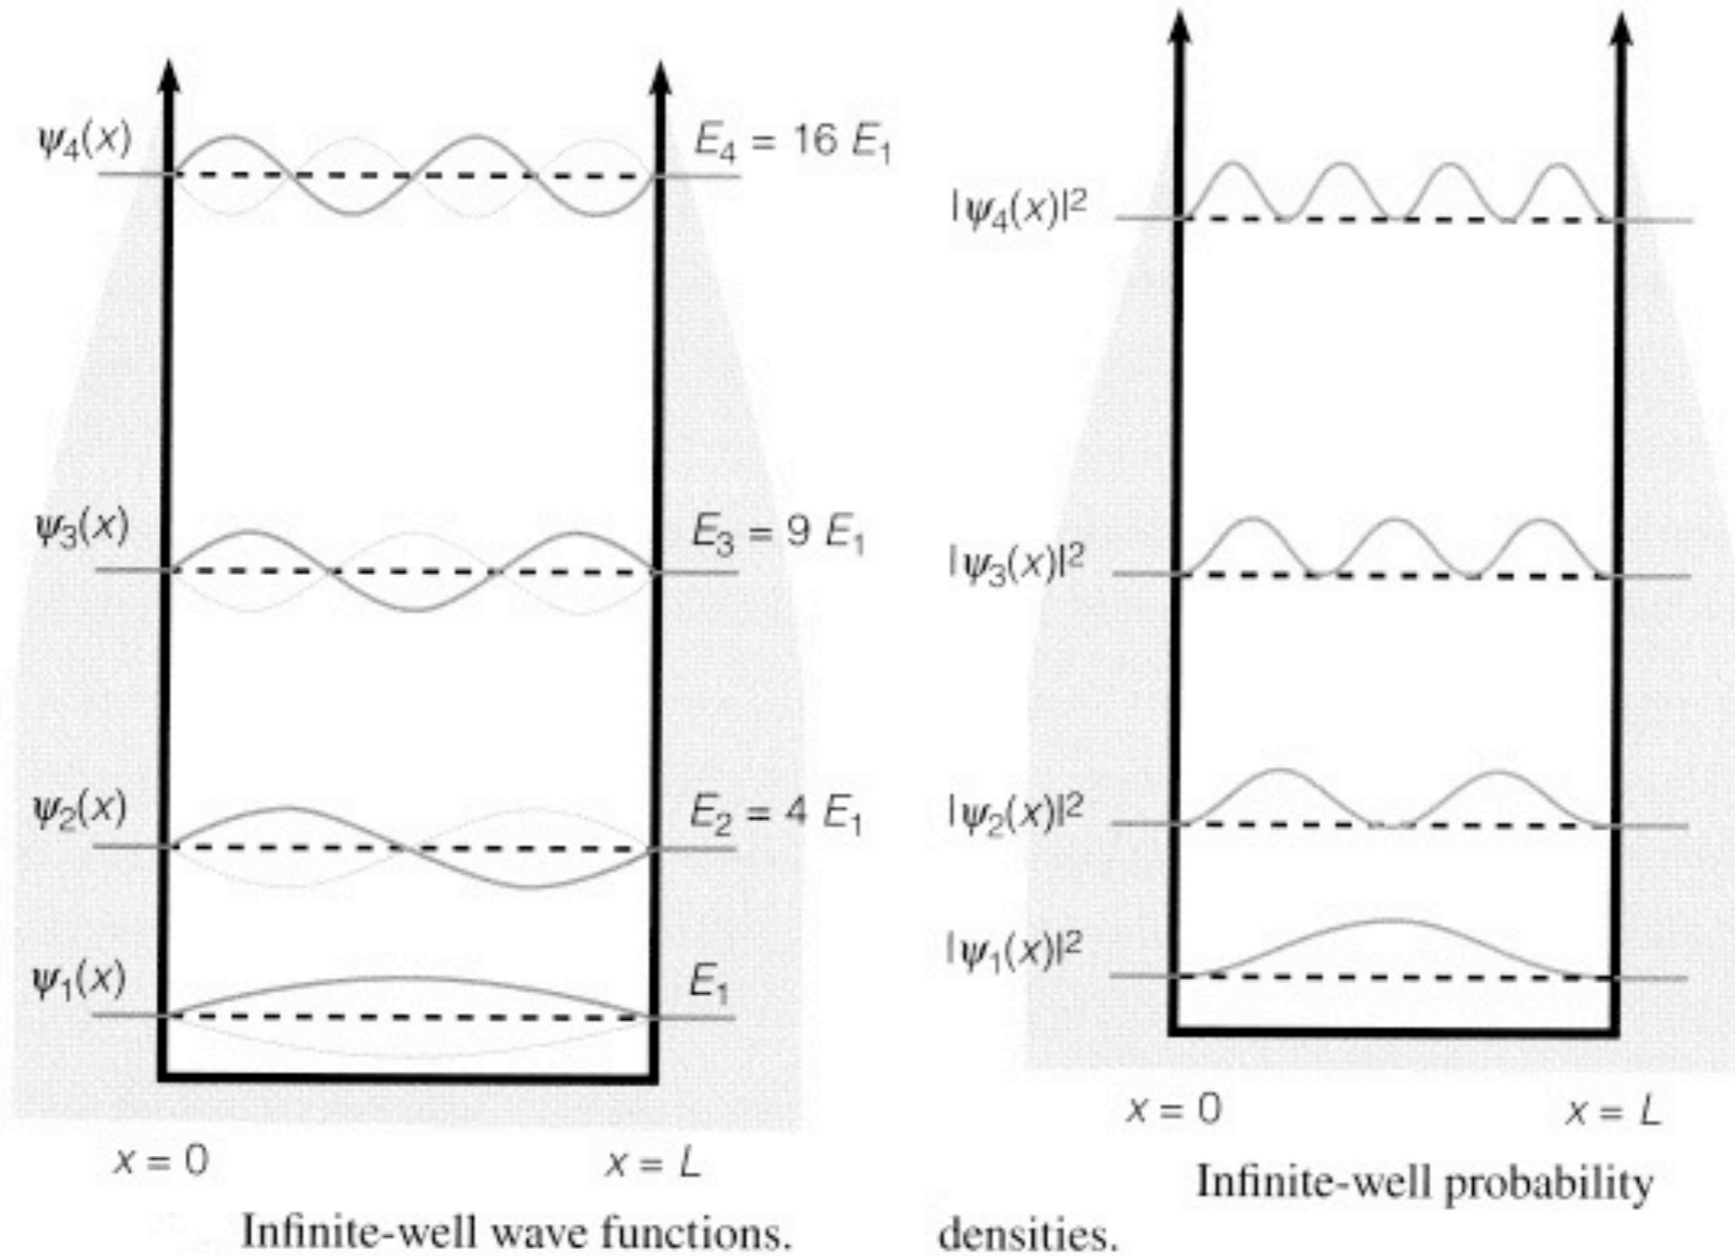 ψ₄(x)
E₄ = 16 E₁
ψ₃(x)
E₃ = 9 E₁
ψ₂(x)
E₂ = 4 E₁
ψ₁(x)
E₁
x = 0
x = L
Infinite-well wave functions.
|ψ₄(x)|²
|ψ₃(x)|²
|ψ₂(x)|²
|ψ₁(x)|²
x = 0
x = L
Infinite-well probability
densities.